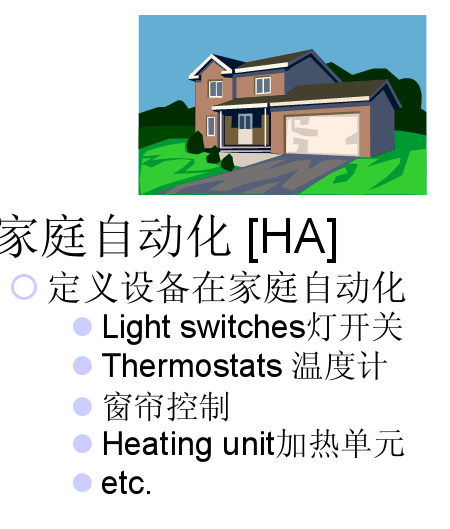 家庭自动化 [HA]
定义设备在家庭自动化
Light switches灯开关
Thermostats 温度计
窗帘控制
Heating unit加热单元
etc.